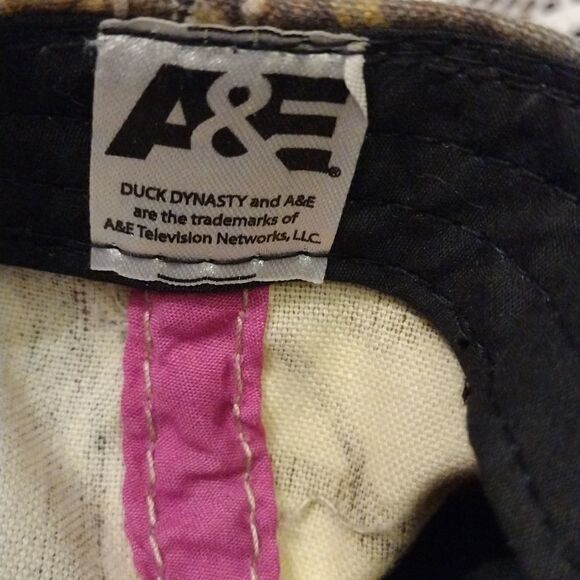 A&E®
DUCK DYNASTY and A&E
are the trademarks of
A&E Television Networks, LLC.